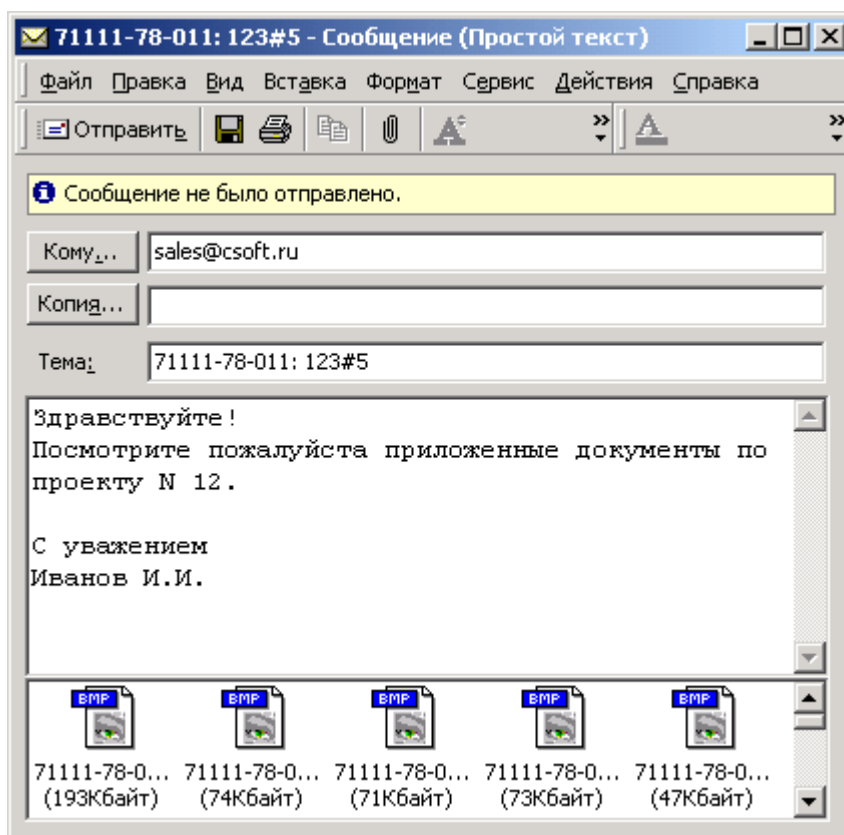 71111-78-011: 123#5 - Сообщение (Простой текст)
Файл Правка Вид Вставка Формат Сервис Действия Справка
Отправить
Сообщение не было отправлено.
Кому... sales@csoft.ru
Копия...
Тема: 71111-78-011: 123#5
Здравствуйте!
Посмотрите пожалуйста приложенные документы по
проекту N 12.
С уважением
Иванов И.И.
BMP BMP BMP BMP BMP
71111-78-0... 71111-78-0... 71111-78-0... 71111-78-0... 71111-78-0...
(193Кбайт) (74Кбайт) (71Кбайт) (73Кбайт) (47Кбайт)